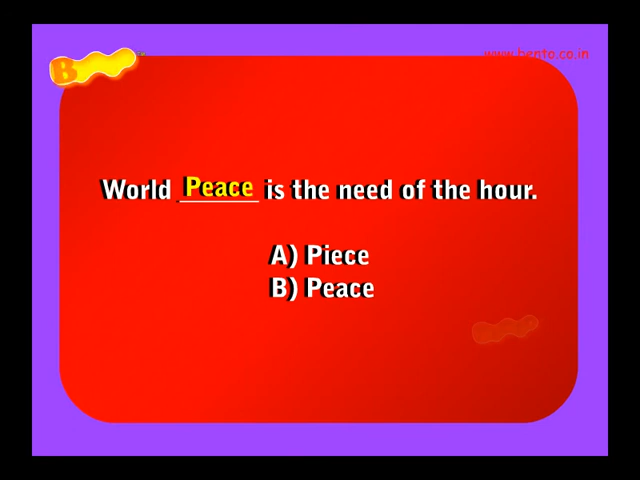 www.bento.co.in
World Peace is the need of the hour.
A) Piece
B) Peace